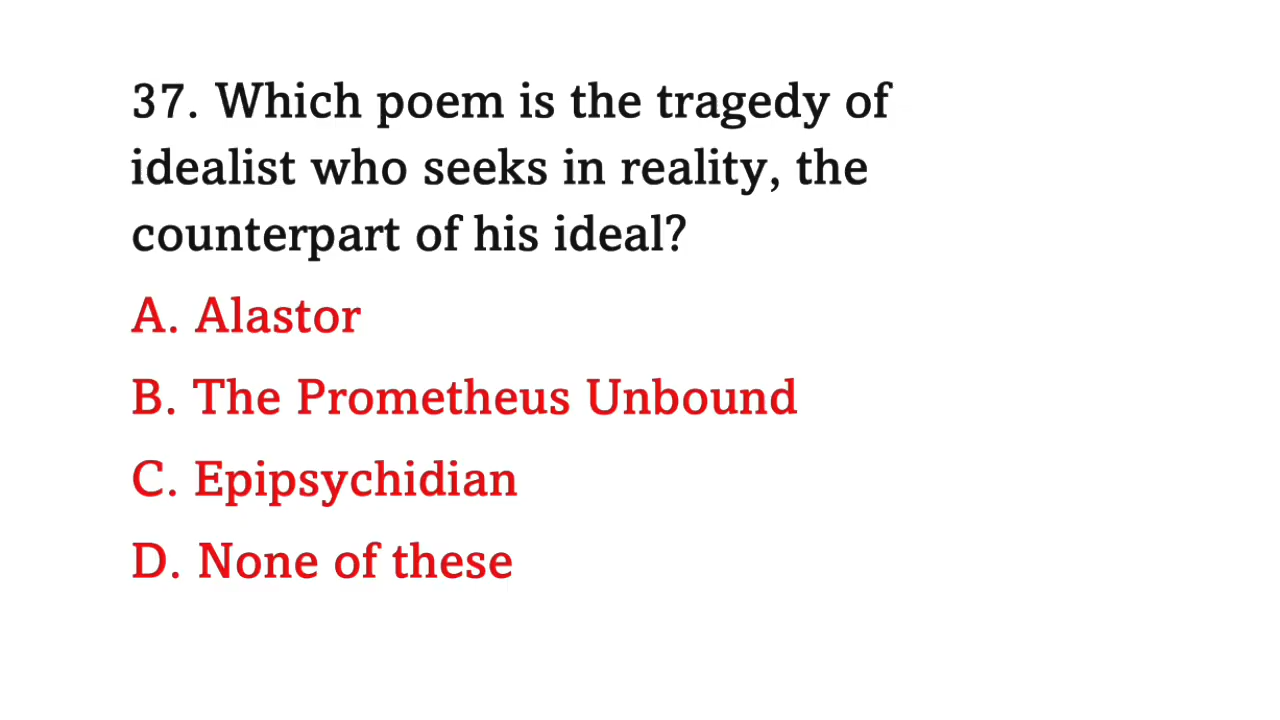 37. Which poem is the tragedy of
idealist who seeks in reality, the
counterpart of his ideal?
A. Alastor
B. The Prometheus Unbound
C. Epipsychidian
D. None of these